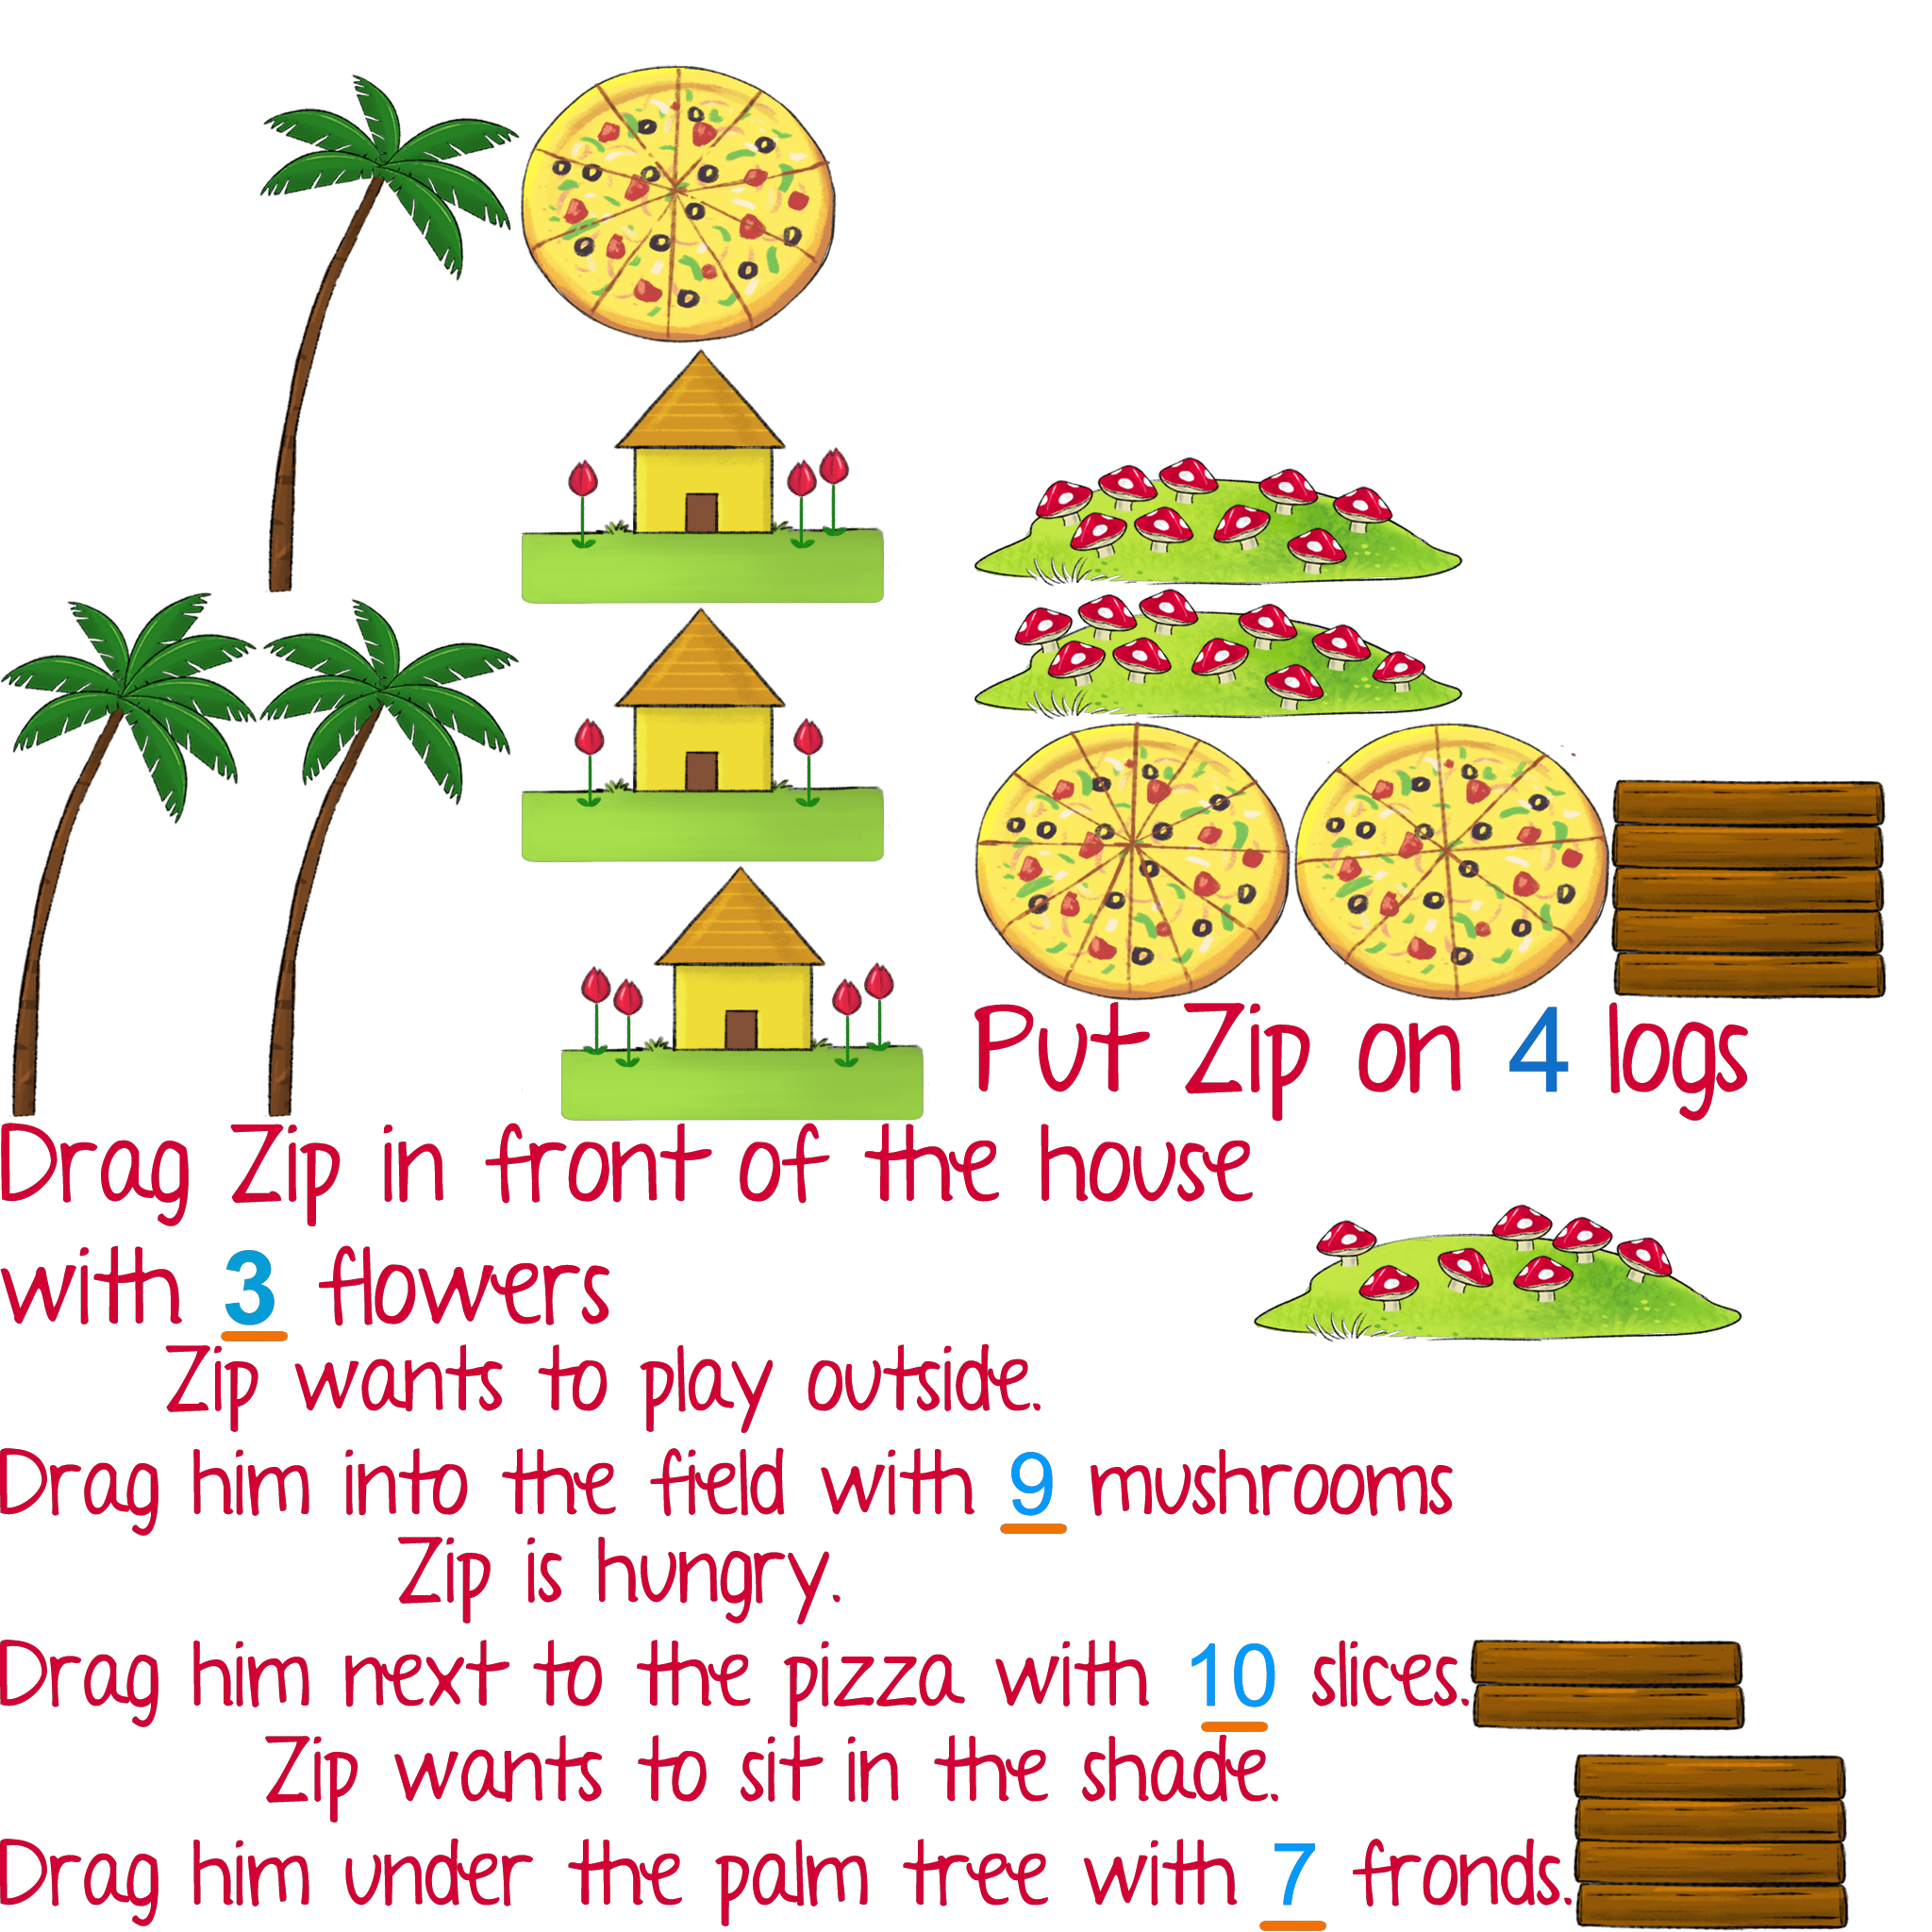 Put Zip on 4 logs
Drag Zip in front of the house
with 3 flowers
Zip wants to play outside.
Drag him into the field with 9 mushrooms
Zip is hungry.
Drag him next to the pizza with 10 slices.
Zip wants to sit in the shade.
Drag him under the palm tree with 7 fronds.